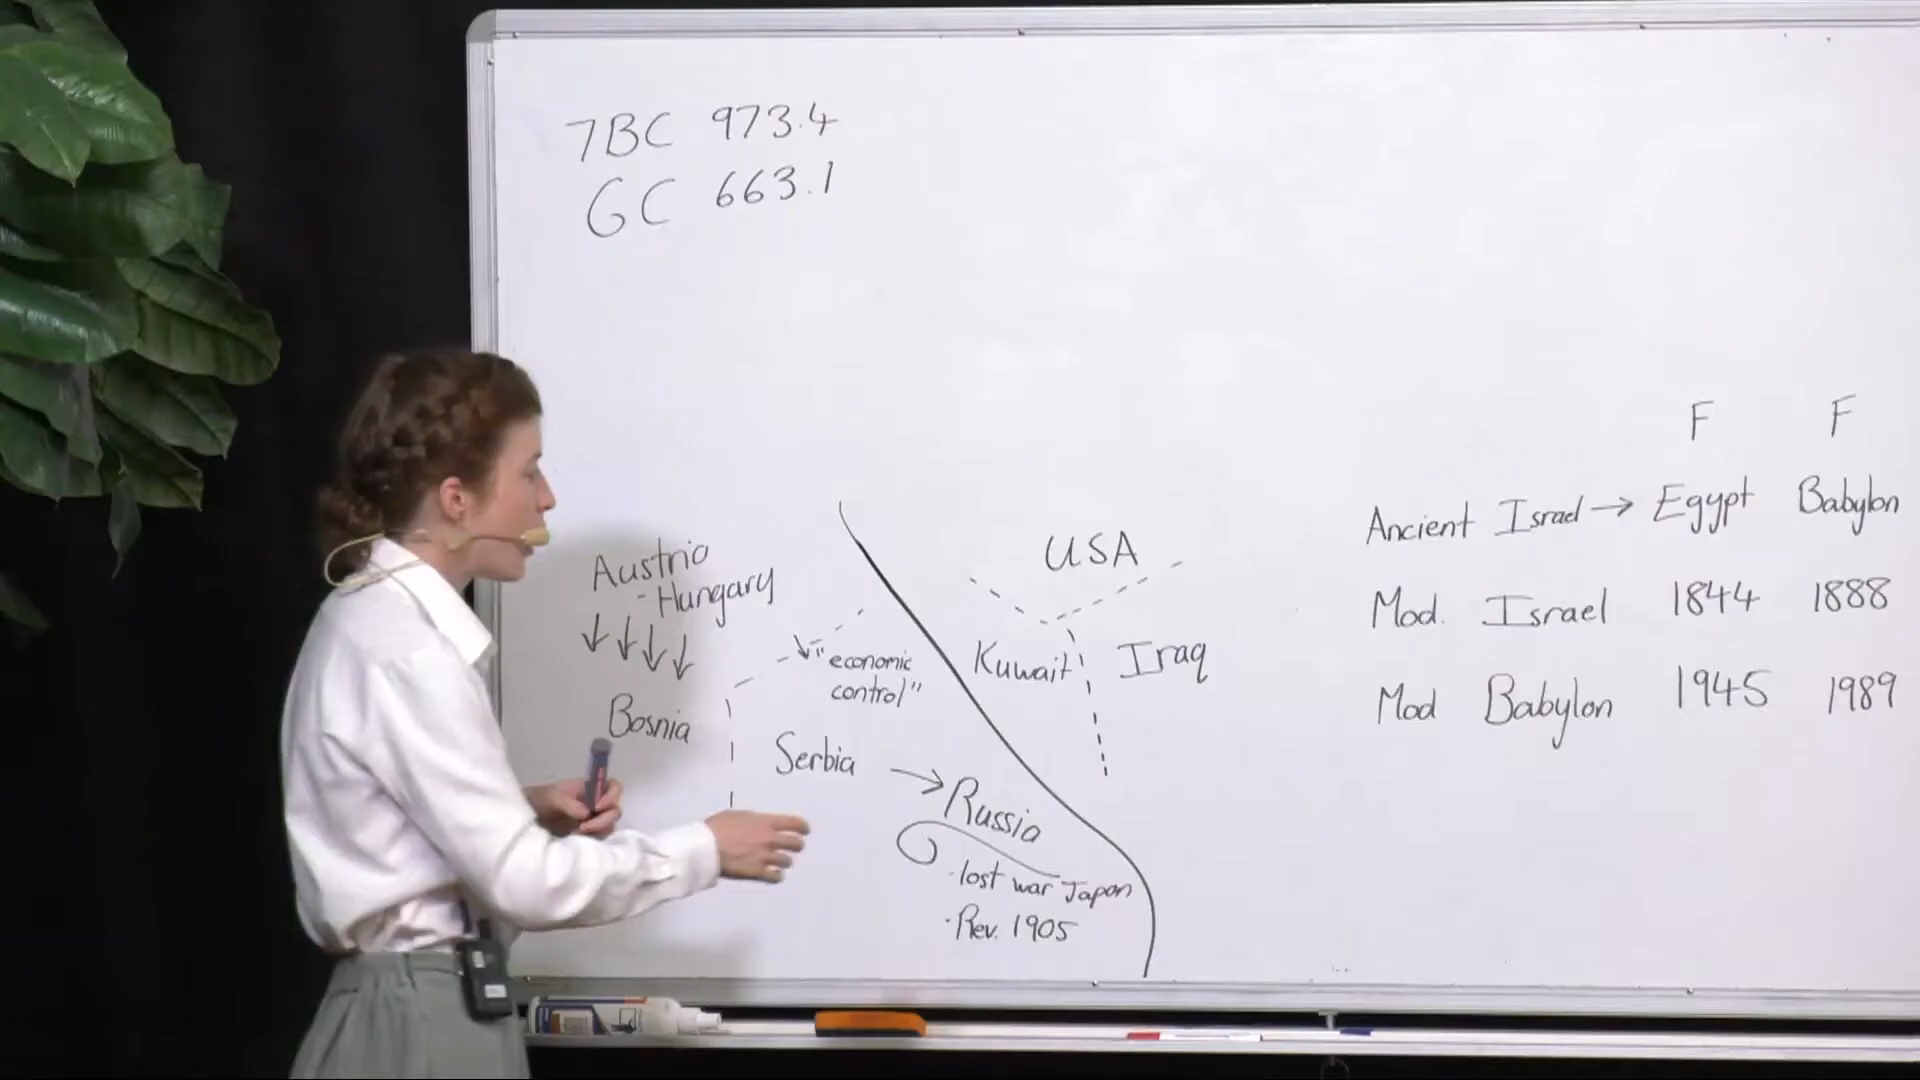 7BC 973.4
GC 663.1
Austria
-Hungary
Bosnia
"economic
control"
Serbia
Russia
·lost war Japan
·Rev. 1905
USA
Kuwait Iraq
F F
Ancient Israel → Egypt Babylon
Mod. Israel 1844 1888
Mod Babylon 1945 1989